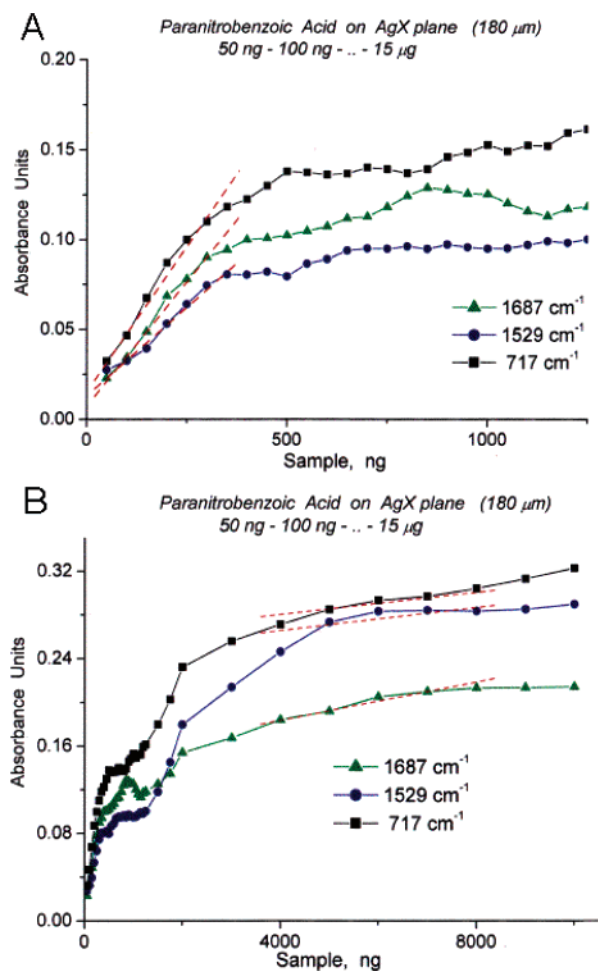 A
Paranitrobenzoic Acid on AgX plane (180 μm)
50 ng - 100 ng - .. - 15 μg
0.20
0.15
0.10
0.05
0.00
Absorbance Units
1687 cm⁻¹
1529 cm⁻¹
717 cm⁻¹
0
500
1000
Sample, ng
B
Paranitrobenzoic Acid on AgX plane (180 μm)
50 ng - 100 ng - .. - 15 μg
0.32
0.24
0.16
0.08
0.00
Absorbance Units
1687 cm⁻¹
1529 cm⁻¹
717 cm⁻¹
0
4000
8000
Sample, ng